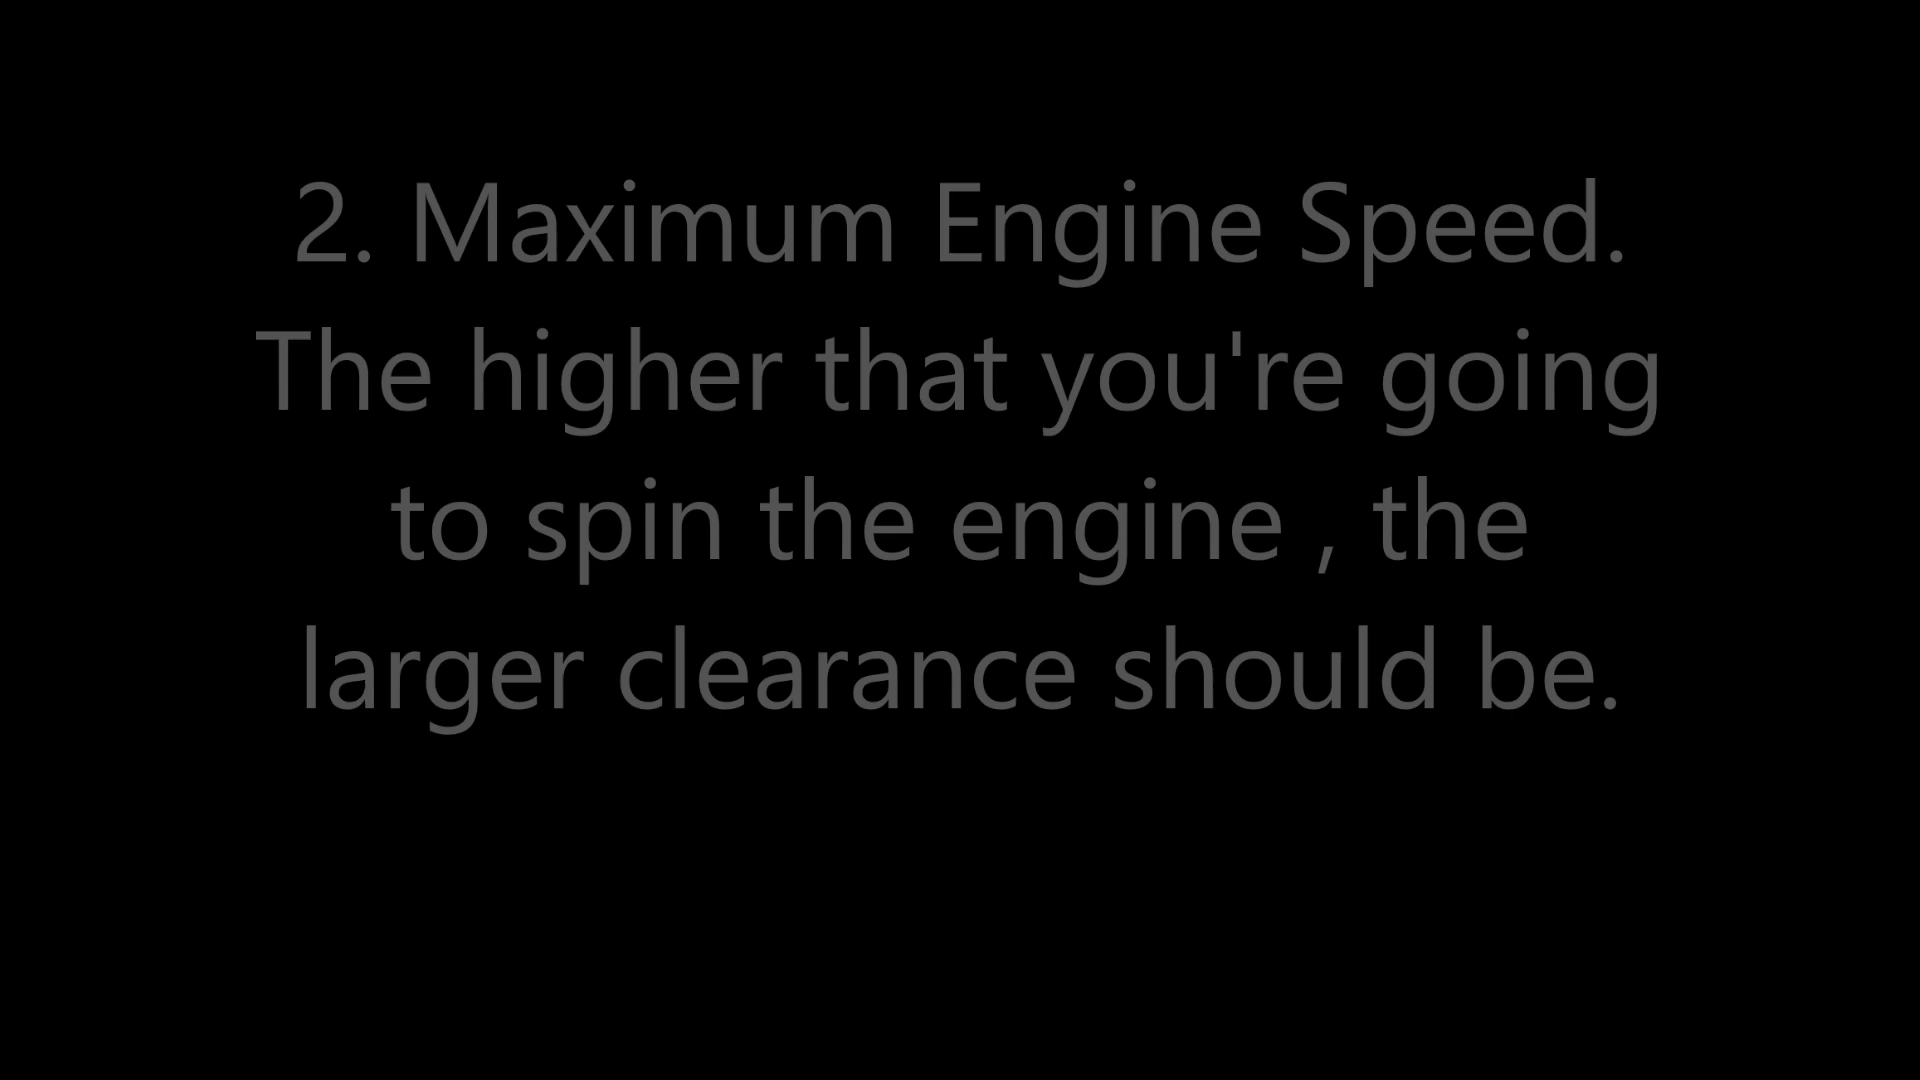 2. Maximum Engine Speed.
The higher that you're going
to spin the engine , the
larger clearance should be.